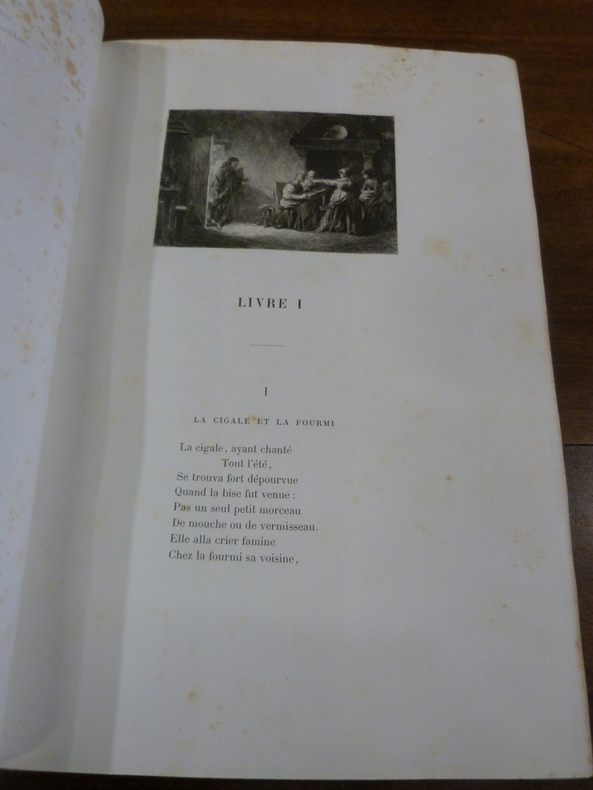 LIVRE I
I
LA CIGALE ET LA FOURMI
La cigale, ayant chanté
Tout l'été,
Se trouva fort dépourvue
Quand la bise fut venue :
Pas un seul petit morceau
De mouche ou de vermisseau.
Elle alla crier famine
Chez la fourmi sa voisine,